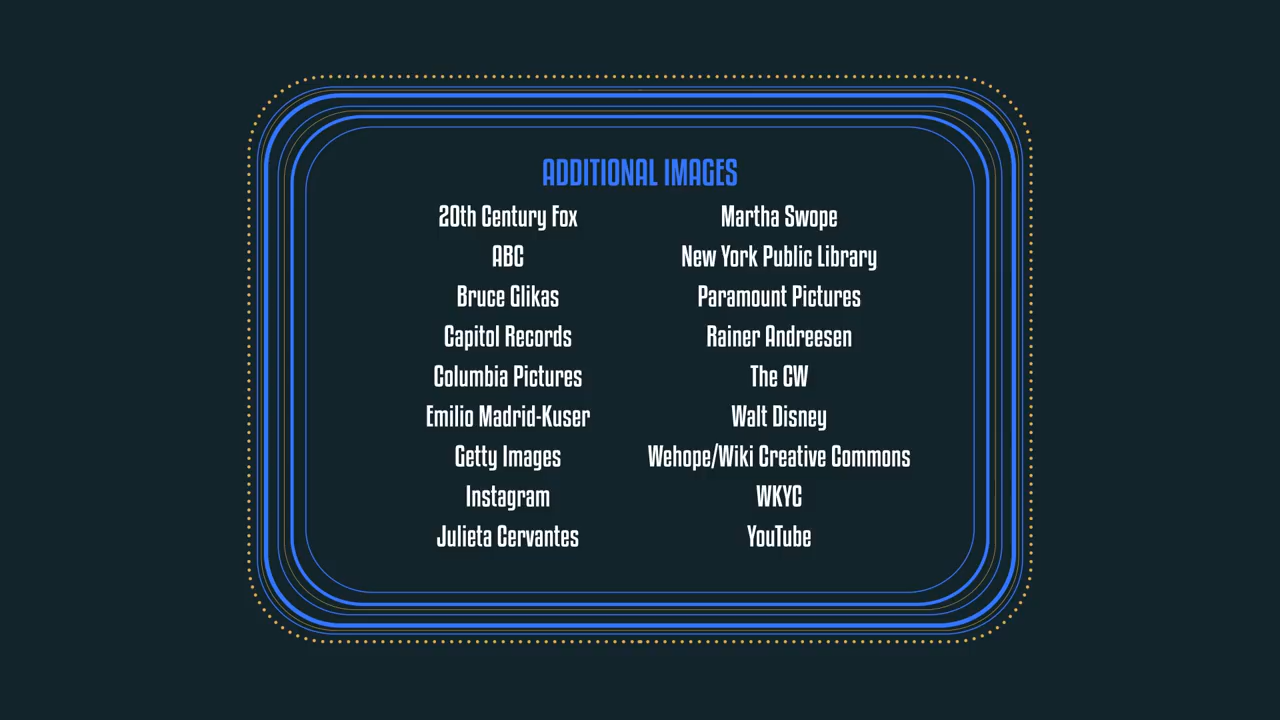 ADDITIONAL IMAGES
20th Century Fox
ABC
Bruce Glikas
Capitol Records
Columbia Pictures
Emilio Madrid-Kuser
Getty Images
Instagram
Julieta Cervantes
Martha Swope
New York Public Library
Paramount Pictures
Rainer Andreesen
The CW
Walt Disney
Wehope/Wiki Creative Commons
WKYC
YouTube